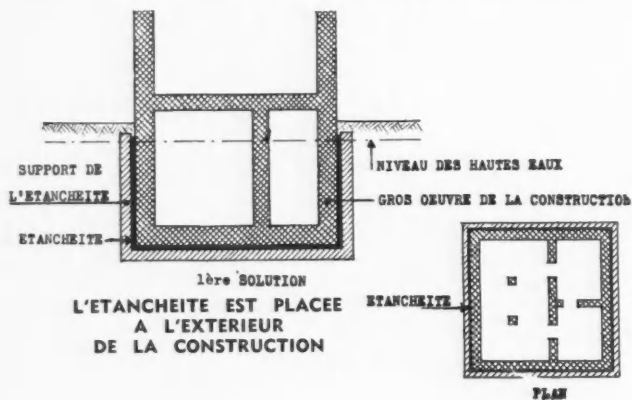 SUPPORT DE
L'ETANCHEITE
ETANCHEITE
NIVEAU DES HAUTES EAUX
GROS OEUVRE DE LA CONSTRUCTION
1ère SOLUTION
L'ETANCHEITE EST PLACEE
A L'EXTERIEUR
DE LA CONSTRUCTION
ETANCHEITE
PLAN